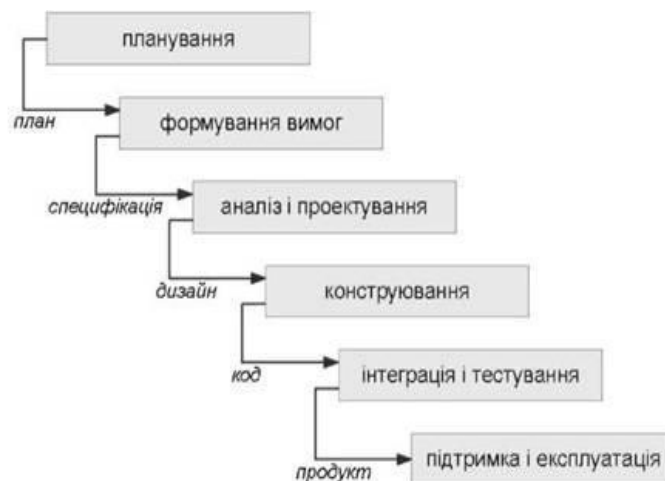 планування
план
формування вимог
специфікація
аналіз і проектування
дизайн
конструювання
код
інтеграція і тестування
продукт
підтримка і експлуатація